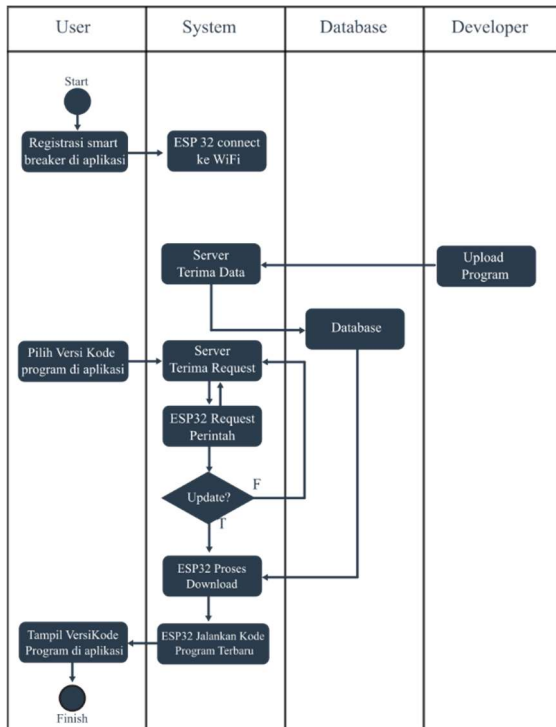 User
System
Database
Developer
Start
Registrasi smart
breaker di aplikasi
ESP 32 connect
ke WiFi
Server
Terima Data
Upload
Program
Database
Pilih Versi Kode
program di aplikasi
Server
Terima Request
ESP32 Request
Perintah
Update?
F
T
ESP32 Proses
Download
Tampil VersiKode
Program di aplikasi
ESP32 Jalankan Kode
Program Terbaru
Finish